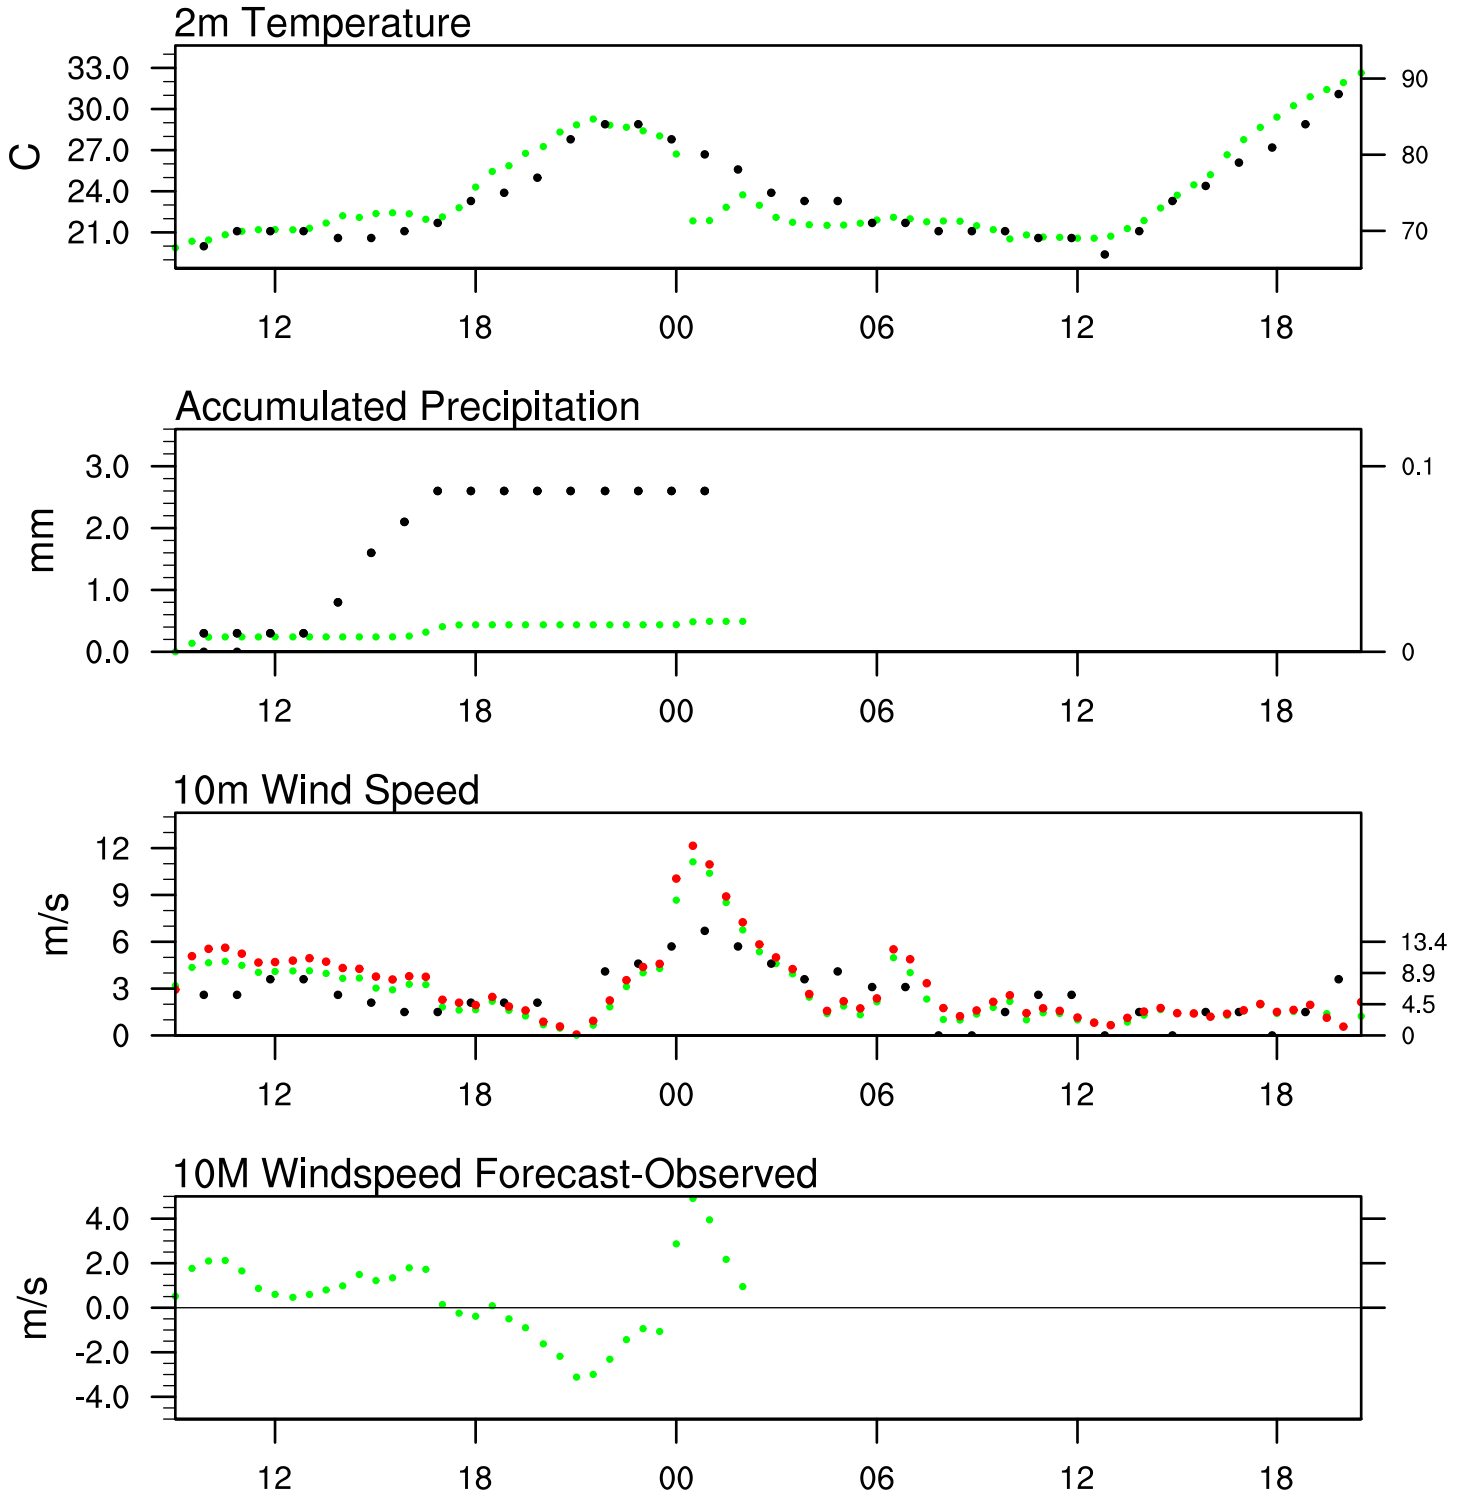 2m Temperature
33.0
30.0
27.0
24.0
21.0
C
90
80
70
12 18 00 06 12 18
Accumulated Precipitation
3.0
2.0
1.0
0.0
mm
0.1
0
12 18 00 06 12 18
10m Wind Speed
12
9
6
3
0
m/s
13.4
8.9
4.5
0
12 18 00 06 12 18
10M Windspeed Forecast-Observed
4.0
2.0
0.0
-2.0
-4.0
m/s
12 18 00 06 12 18